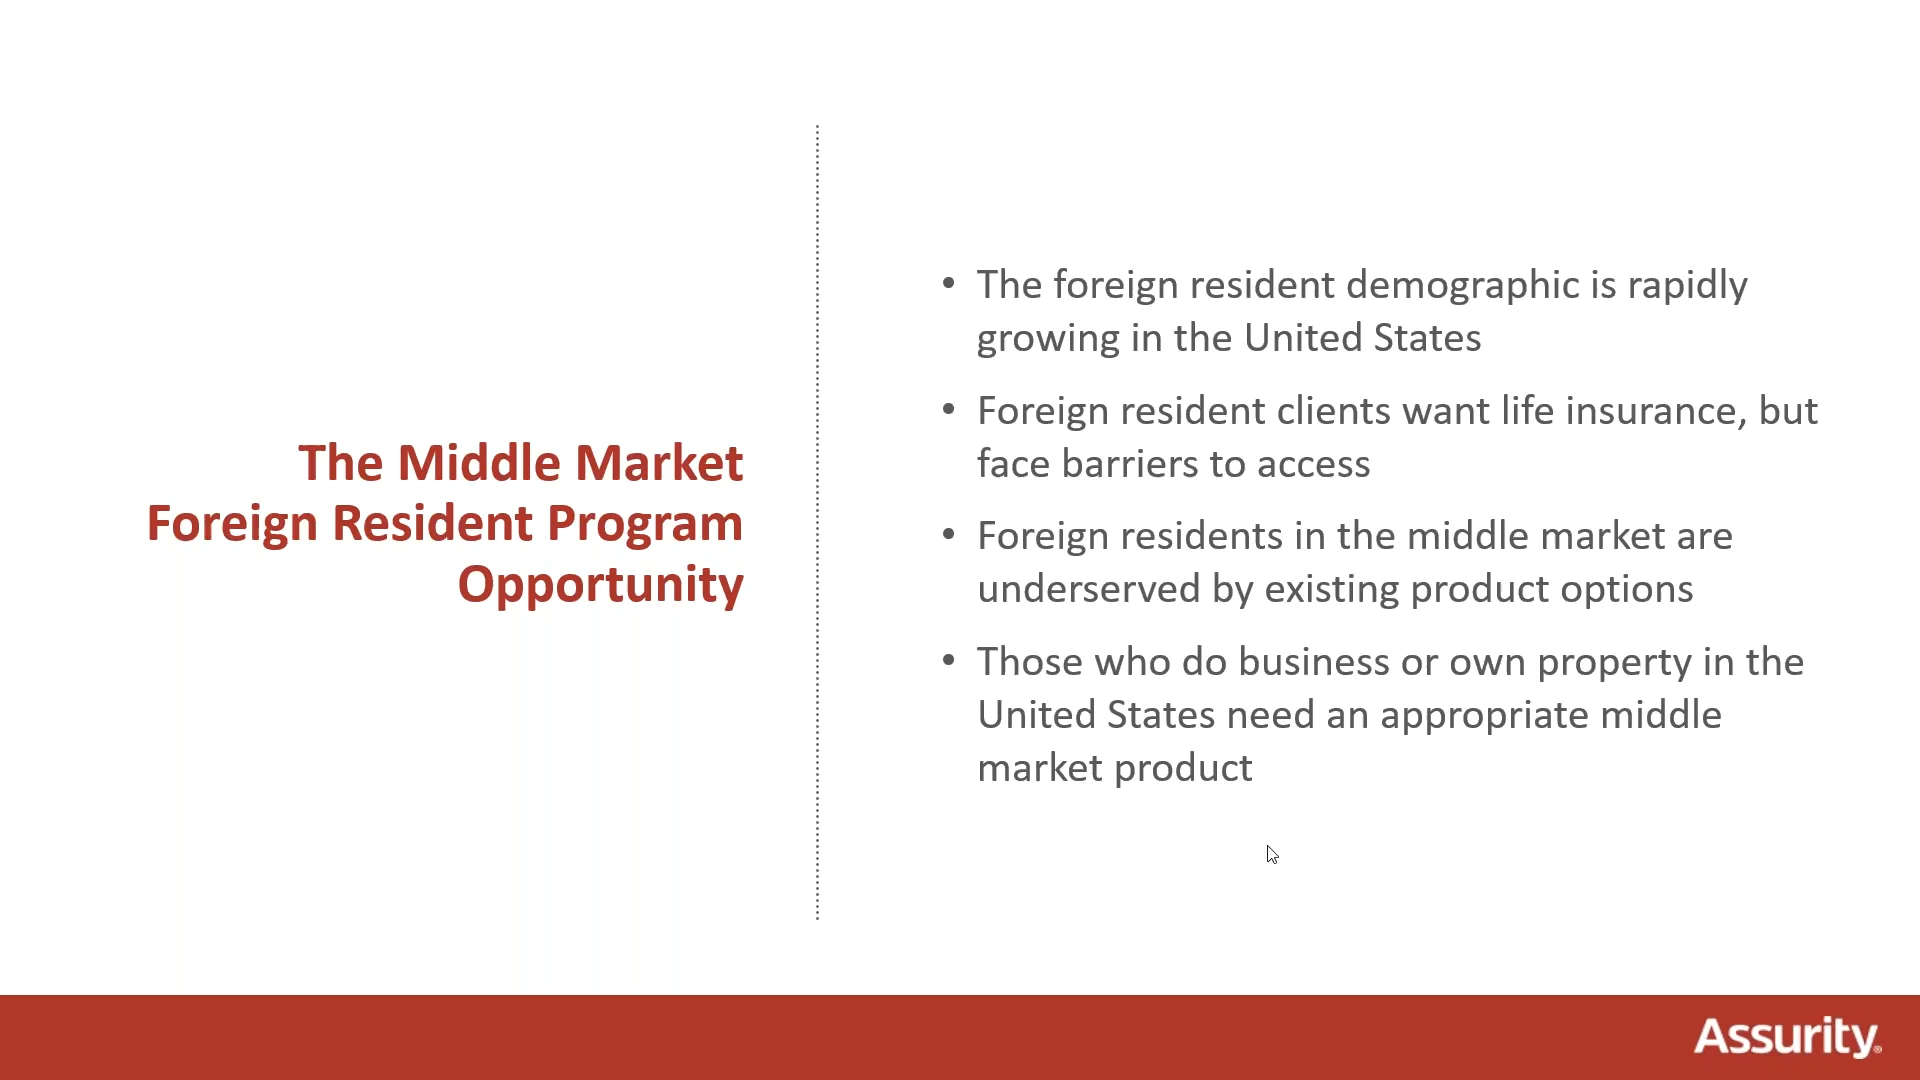 The Middle Market
Foreign Resident Program
Opportunity
• The foreign resident demographic is rapidly
growing in the United States
• Foreign resident clients want life insurance, but
face barriers to access
• Foreign residents in the middle market are
underserved by existing product options
• Those who do business or own property in the
United States need an appropriate middle
market product
Assurity®